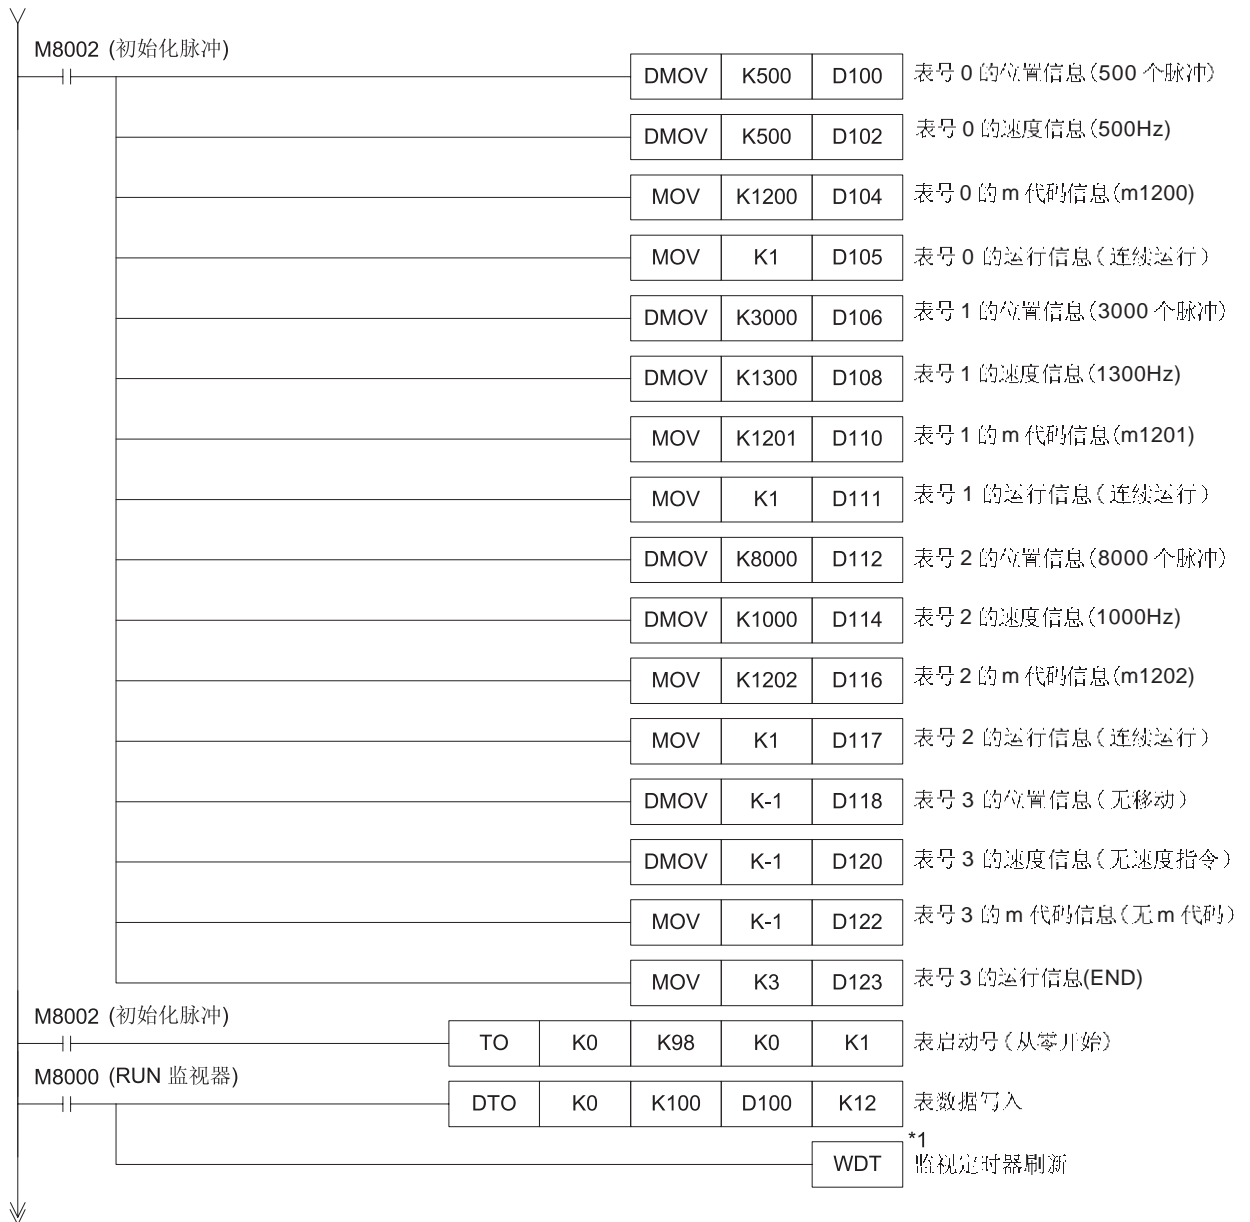 M8002 (初始化脉冲)
DMOV K500 D100 表号 0 的位置信息(500 个脉冲)
DMOV K500 D102 表号 0 的速度信息(500Hz)
MOV K1200 D104 表号 0 的 m 代码信息(m1200)
MOV K1 D105 表号 0 的运行信息(连续运行)
DMOV K3000 D106 表号 1 的位置信息(3000 个脉冲)
DMOV K1300 D108 表号 1 的速度信息(1300Hz)
MOV K1201 D110 表号 1 的 m 代码信息(m1201)
MOV K1 D111 表号 1 的运行信息(连续运行)
DMOV K8000 D112 表号 2 的位置信息(8000 个脉冲)
DMOV K1000 D114 表号 2 的速度信息(1000Hz)
MOV K1202 D116 表号 2 的 m 代码信息(m1202)
MOV K1 D117 表号 2 的运行信息(连续运行)
DMOV K-1 D118 表号 3 的位置信息(无移动)
DMOV K-1 D120 表号 3 的速度信息(无速度指令)
MOV K-1 D122 表号 3 的 m 代码信息(无 m 代码)
MOV K3 D123 表号 3 的运行信息(END)
M8002 (初始化脉冲)
TO K0 K98 K0 K1 表启动号(从零开始)
M8000 (RUN 监视器)
DTO K0 K100 D100 K12 表数据写入
*1
WDT 监视定时器刷新